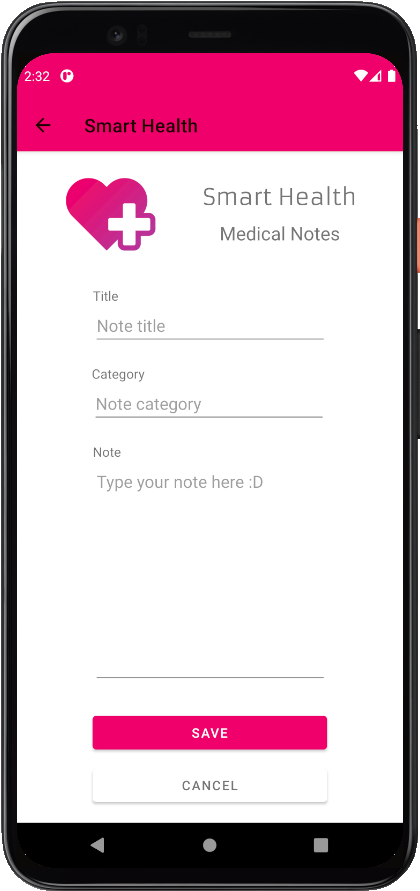 2:32
Smart Health
Smart Health
Medical Notes
Title
Note title
Category
Note category
Note
Type your note here :D
SAVE
CANCEL